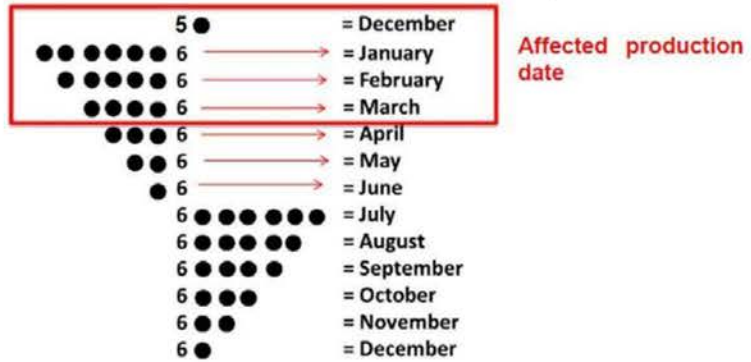 5 ● = December
●●●●●● 6 → = January
●●●●● 6 → = February
●●●● 6 → = March
●●● 6 → = April
●● 6 → = May
● 6 → = June
6 ●●●●●● = July
6 ●●●●● = August
6 ●●●● = September
6 ●●● = October
6 ●● = November
6 ● = December
Affected production
date